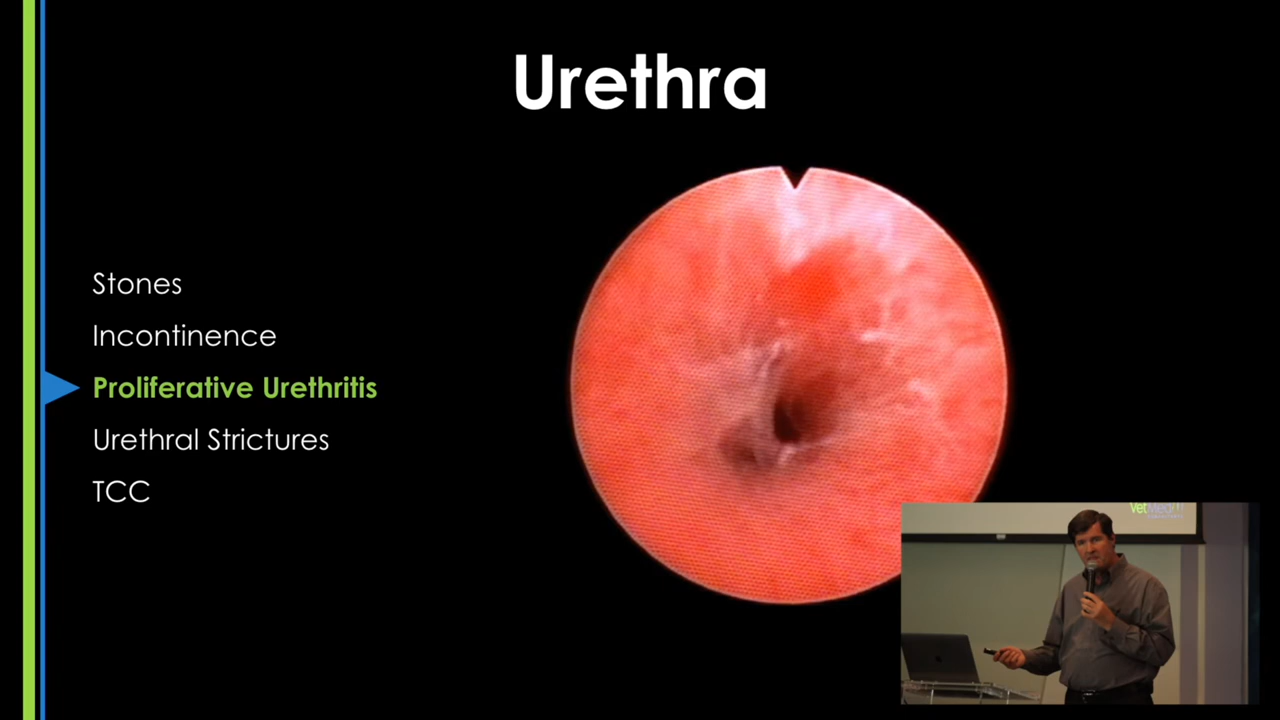 Urethra
Stones
Incontinence
Proliferative Urethritis
Urethral Strictures
TCC